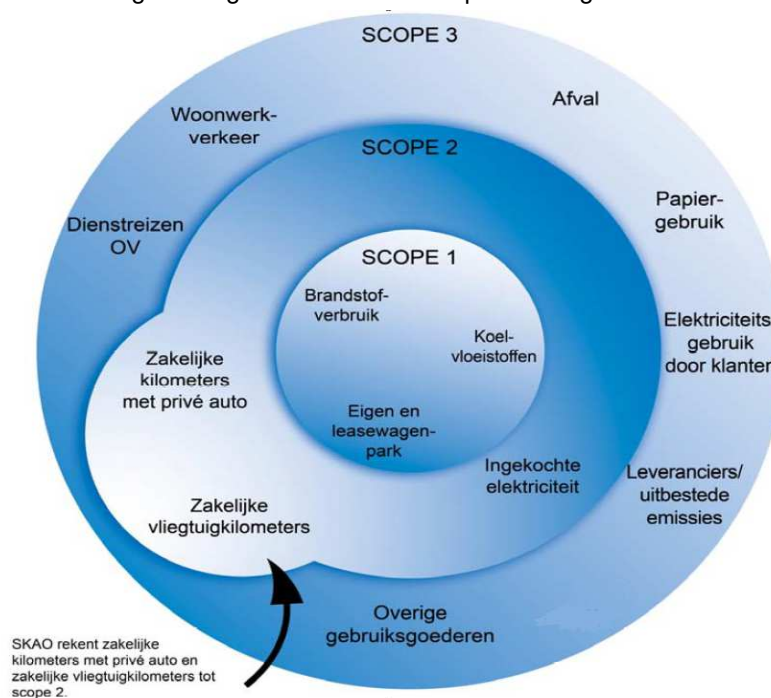 SCOPE 3
Afval
Woonwerk-
verkeer
SCOPE 2
Papier-
gebruik
Dienstreizen
OV
SCOPE 1
Brandstof-
verbruik
Koel-
vloeistoffen
Elektriciteits
gebruik
door klanten
Zakelijke
kilometers
met privé auto
Eigen en
leasewagen-
park
Ingekochte
elektriciteit
Leveranciers/
uitbestede
emissies
Zakelijke
vliegtuigkilometers
Overige
gebruiksgoederen
SKAO rekent zakelijke
kilometers met privé auto en
zakelijke vliegtuigkilometers tot
scope 2.